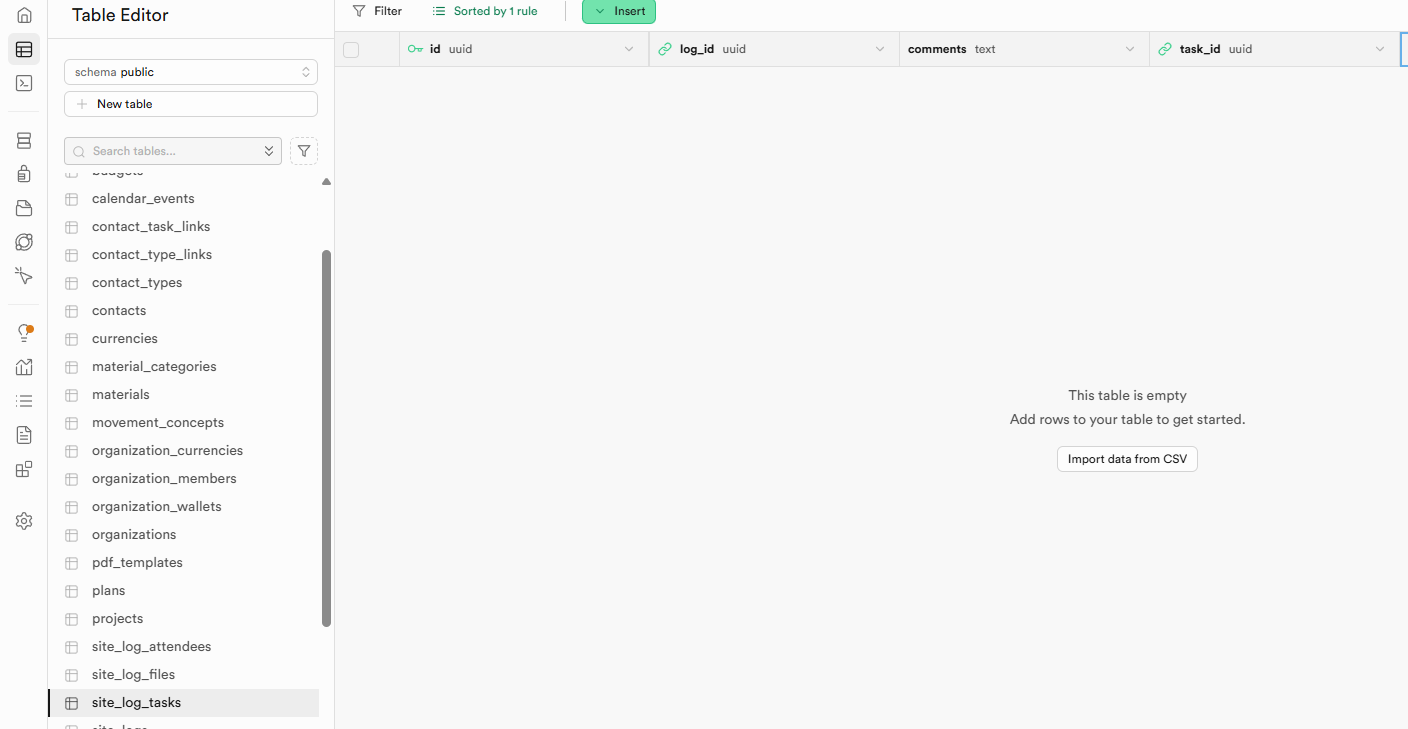 Table Editor
Filter
Sorted by 1 rule
Insert
id uuid
log_id uuid
comments text
task_id uuid
schema public
New table
Search tables...
budgets
calendar_events
contact_task_links
contact_type_links
contact_types
contacts
currencies
material_categories
materials
movement_concepts
organization_currencies
organization_members
organization_wallets
organizations
pdf_templates
plans
projects
site_log_attendees
site_log_files
site_log_tasks
site_logs
This table is empty
Add rows to your table to get started.
Import data from CSV